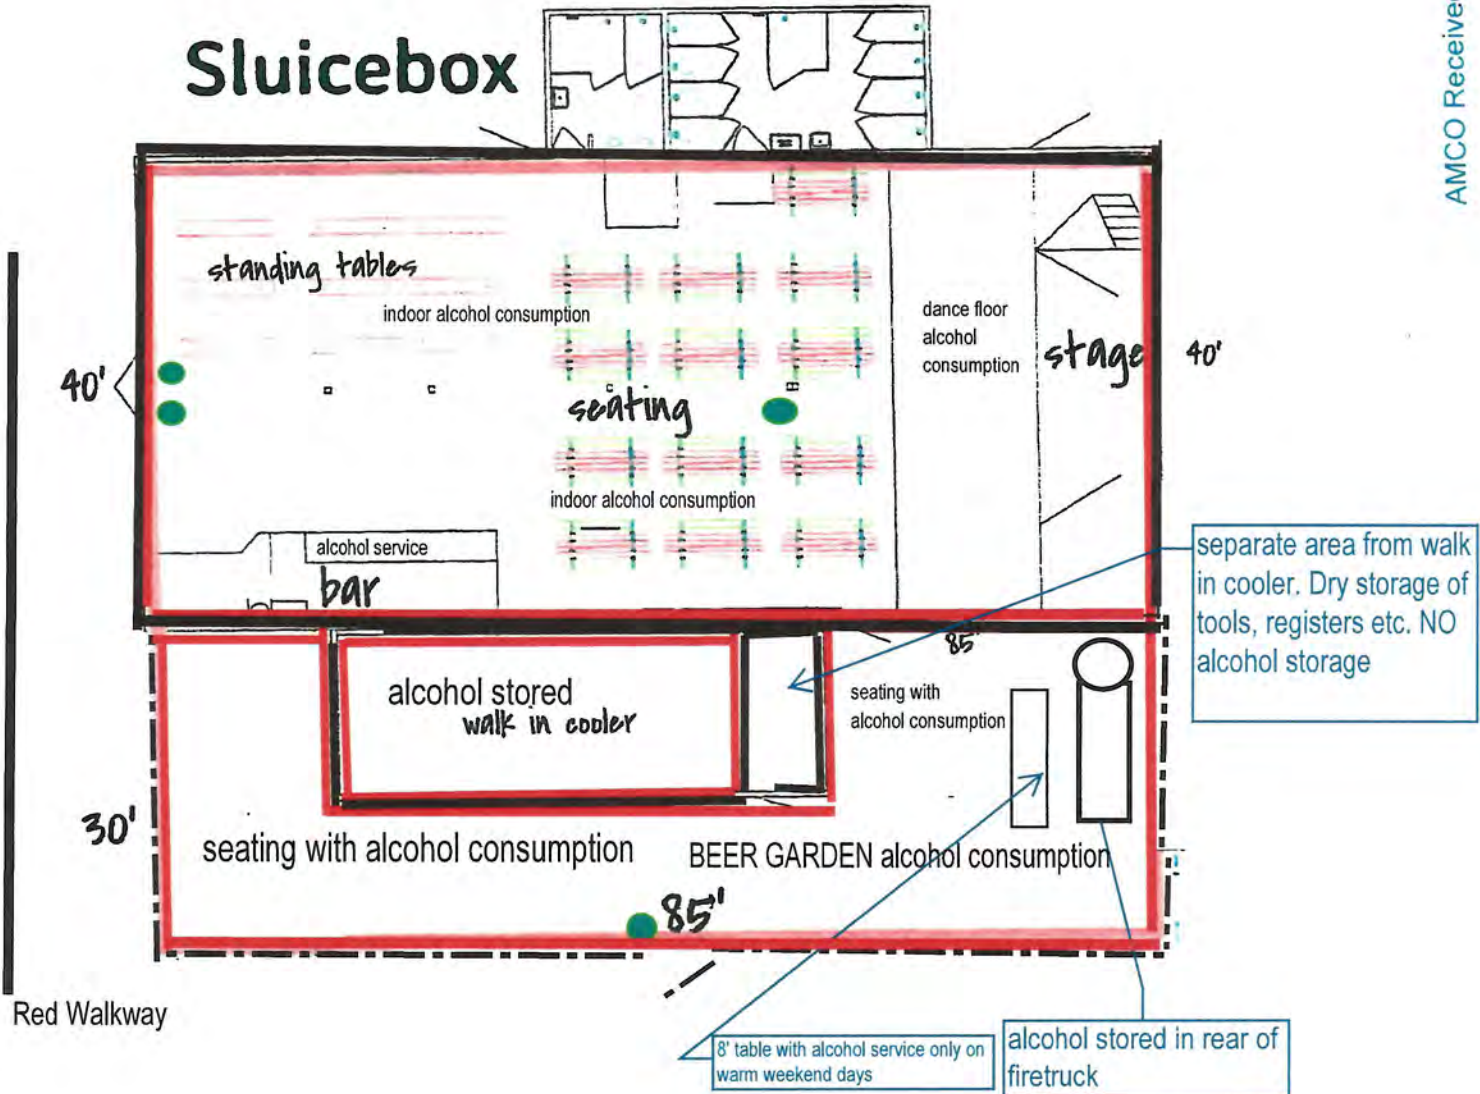 Sluicebox
AMCO Received
standing tables
indoor alcohol consumption
dance floor
alcohol
consumption
stage
40'
40'
seating
indoor alcohol consumption
alcohol service
bar
separate area from walk
in cooler. Dry storage of
tools, registers etc. NO
alcohol storage
85'
alcohol stored
walk in cooler
seating with
alcohol consumption
30'
seating with alcohol consumption
BEER GARDEN alcohol consumption
85'
Red Walkway
8' table with alcohol service only on
warm weekend days
alcohol stored in rear of
firetruck